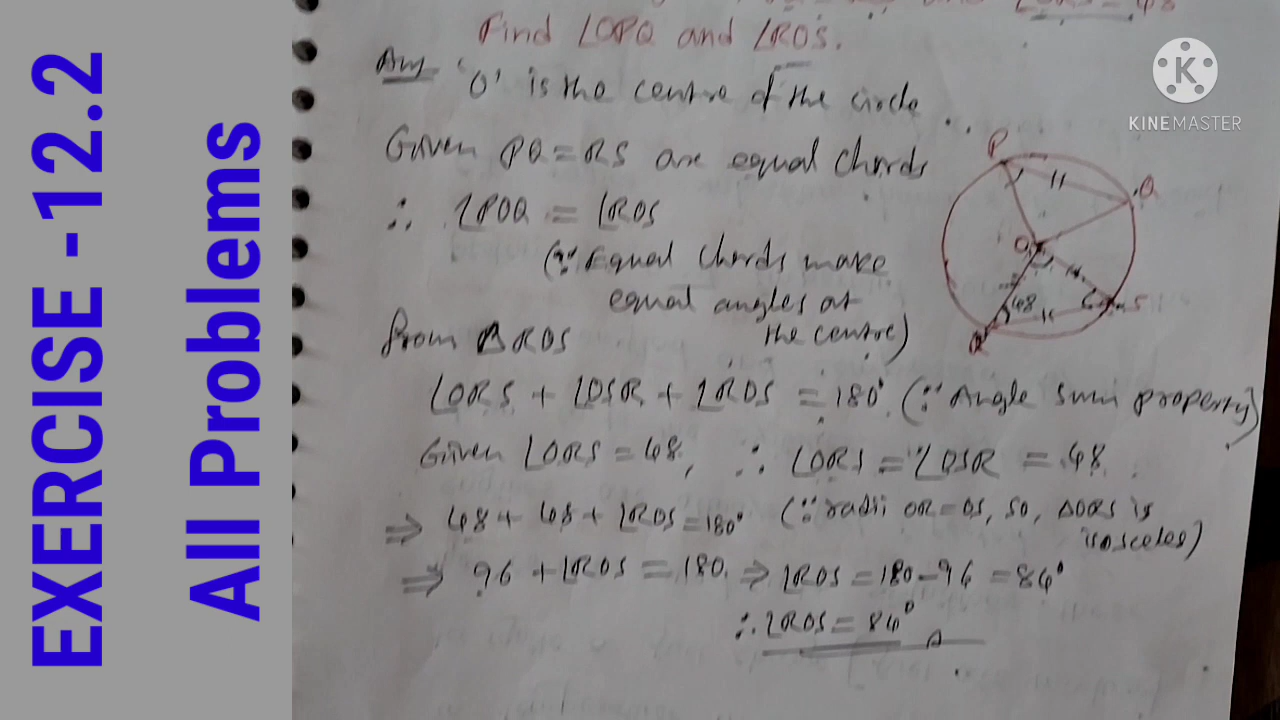 EXERCISE -12.2
All Problems
KINEMASTER
Find ∠OPQ and ∠ROS.
Ans 'O' is the centre of the circle
Given PQ = RS are equal chords
∴ ∠POQ = ∠ROS
(∵ Equal chords make
equal angles at
the centre)
from ∆ ROS
∠ORS + ∠OSR + ∠ROS = 180° (∵ Angle sum property)
Given ∠ORS = 48, ∴ ∠ORS = ∠OSR = 48.
⇒ 48 + 48 + ∠ROS = 180° (∵ radii OR = OS, so, ∆ORS is
isosceles)
⇒ 96 + ∠ROS = 180. ⇒ ∠ROS = 180 - 96 = 84°
∴ ∠ROS = 84°
P
Q
O
48
S
R